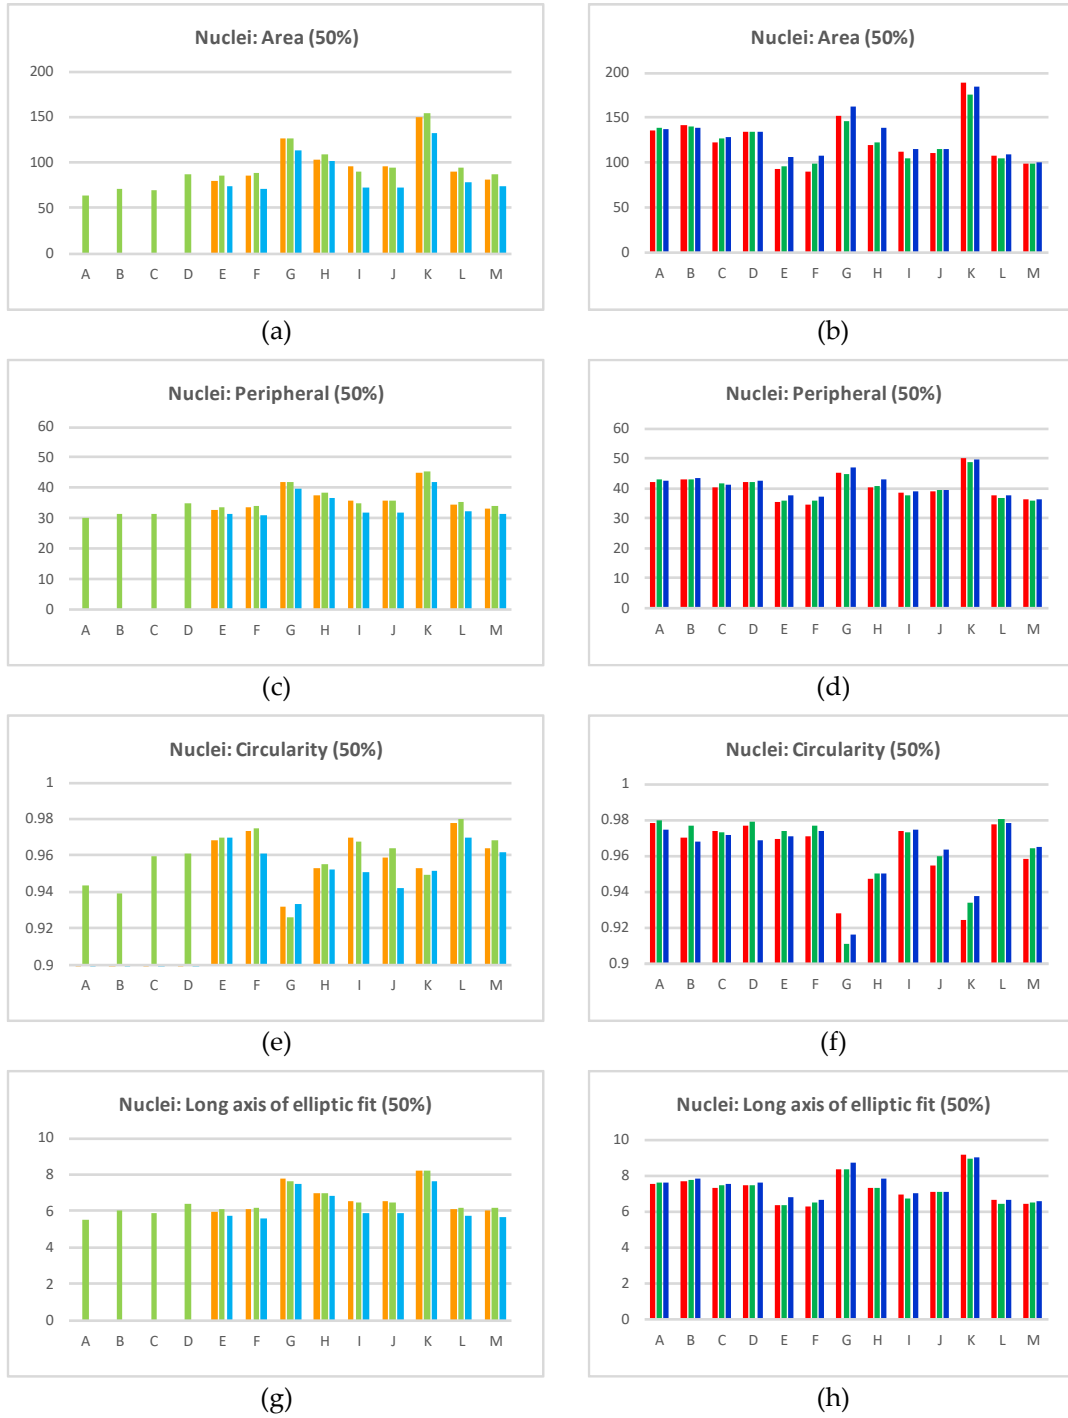 Nuclei: Area (50%)
200
150
100
50
0
A B C D E F G H I J K L M
(a)
Nuclei: Area (50%)
200
150
100
50
0
A B C D E F G H I J K L M
(b)
Nuclei: Peripheral (50%)
60
50
40
30
20
10
0
A B C D E F G H I J K L M
(c)
Nuclei: Peripheral (50%)
60
50
40
30
20
10
0
A B C D E F G H I J K L M
(d)
Nuclei: Circularity (50%)
1
0.98
0.96
0.94
0.92
0.9
A B C D E F G H I J K L M
(e)
Nuclei: Circularity (50%)
1
0.98
0.96
0.94
0.92
0.9
A B C D E F G H I J K L M
(f)
Nuclei: Long axis of elliptic fit (50%)
10
8
6
4
2
0
A B C D E F G H I J K L M
(g)
Nuclei: Long axis of elliptic fit (50%)
10
8
6
4
2
0
A B C D E F G H I J K L M
(h)